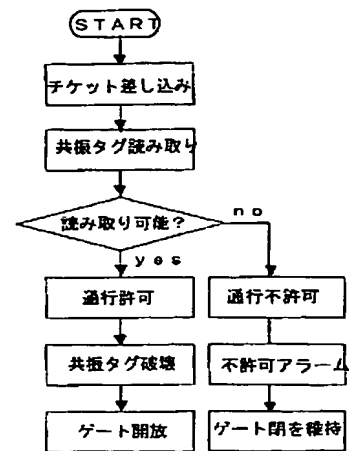 START
チケット差し込み
共振タグ読み取り
読み取り可能?
no
yes
通行許可
通行不許可
共振タグ破壊
不許可アラーム
ゲート開放
ゲート閉を維持